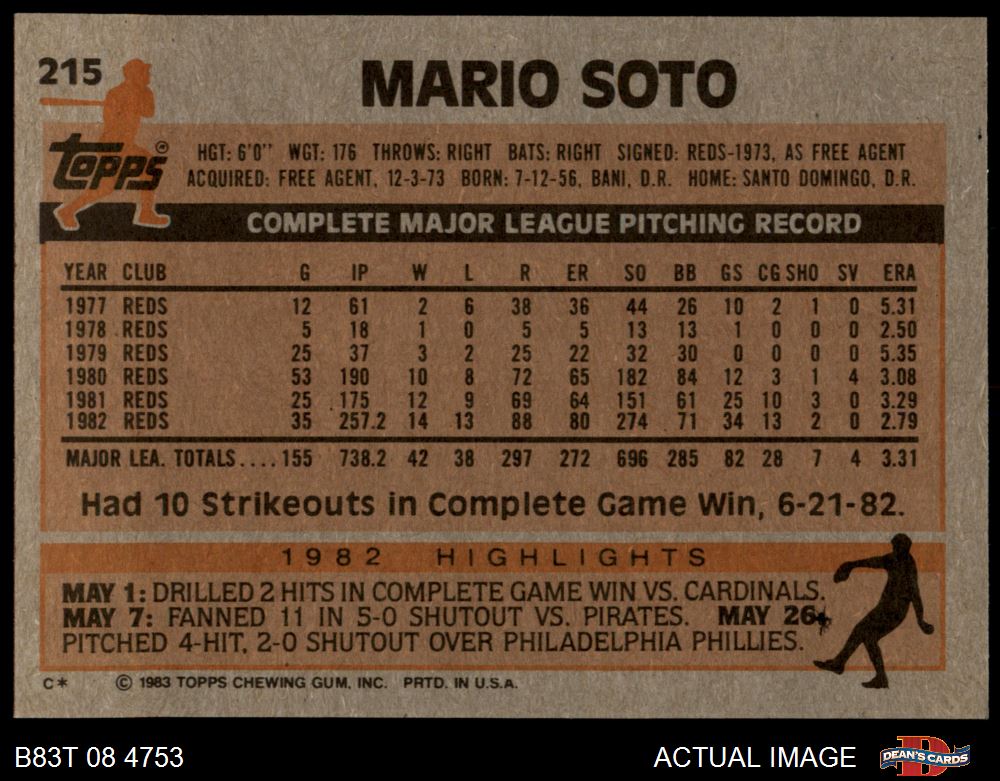 215
MARIO SOTO
topps®
HGT: 6'0" WGT: 176 THROWS: RIGHT BATS: RIGHT SIGNED: REDS-1973, AS FREE AGENT
ACQUIRED: FREE AGENT, 12-3-73 BORN: 7-12-56, BANI, D.R. HOME: SANTO DOMINGO, D.R.
COMPLETE MAJOR LEAGUE PITCHING RECORD
YEAR CLUB G IP W L R ER SO BB GS CG SHO SV ERA
1977 REDS 12 61 2 6 38 36 44 26 10 2 1 0 5.31
1978 REDS 5 18 1 0 5 5 13 13 1 0 0 0 2.50
1979 REDS 25 37 3 2 25 22 32 30 0 0 0 0 5.35
1980 REDS 53 190 10 8 72 65 182 84 12 3 1 4 3.08
1981 REDS 25 175 12 9 69 64 151 61 25 10 3 0 3.29
1982 REDS 35 257.2 14 13 88 80 274 71 34 13 2 0 2.79
MAJOR LEA. TOTALS....155 738.2 42 38 297 272 696 285 82 28 7 4 3.31
Had 10 Strikeouts in Complete Game Win, 6-21-82.
1982 HIGHLIGHTS
MAY 1: DRILLED 2 HITS IN COMPLETE GAME WIN VS. CARDINALS.
MAY 7: FANNED 11 IN 5-0 SHUTOUT VS. PIRATES. MAY 26:
PITCHED 4-HIT, 2-0 SHUTOUT OVER PHILADELPHIA PHILLIES.
C* © 1983 TOPPS CHEWING GUM, INC. PRTD. IN U.S.A.
B83T 08 4753 ACTUAL IMAGE DEAN'S CARDS